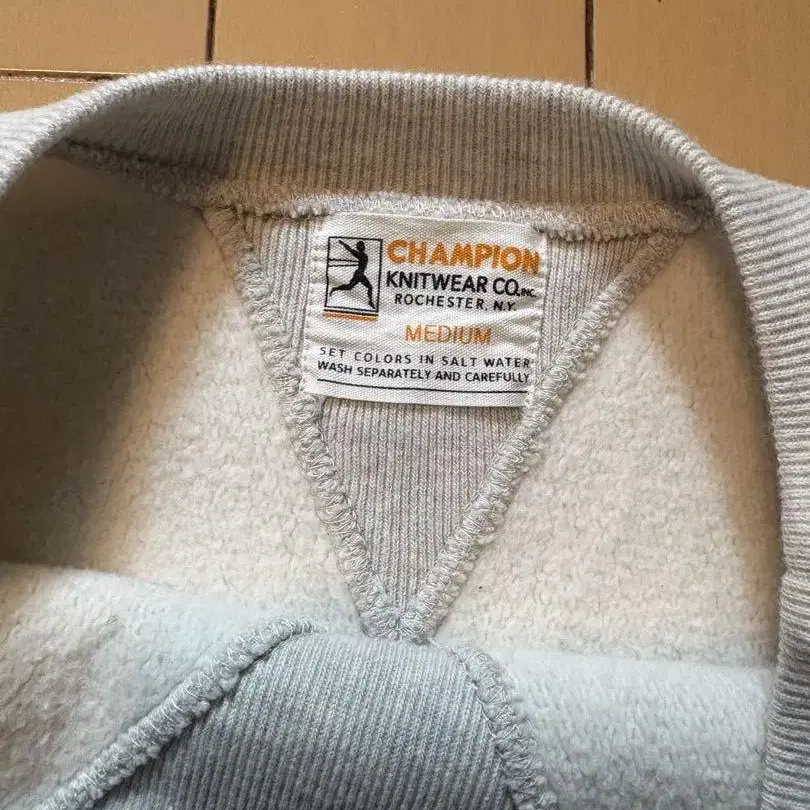 CHAMPION
KNITWEAR CO.INC.
ROCHESTER, N.Y.
MEDIUM
SET COLORS IN SALT WATER
WASH SEPARATELY AND CAREFULLY